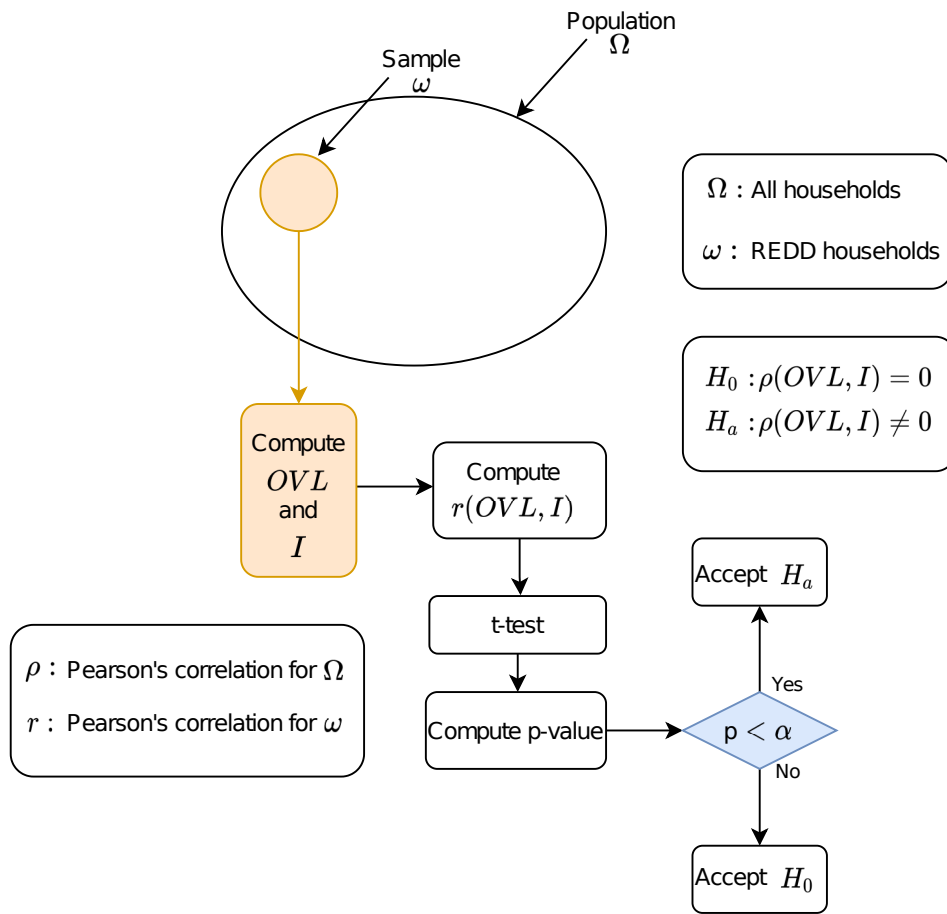 Population
Ω
Sample
ω
Ω : All households
ω : REDD households
H₀ : ρ(OVL, I) = 0
Hₐ : ρ(OVL, I) ≠ 0
Compute
OVL
and
I
Compute
r(OVL, I)
Accept Hₐ
t-test
ρ : Pearson's correlation for Ω
r : Pearson's correlation for ω
Yes
Compute p-value
p < α
No
Accept H₀